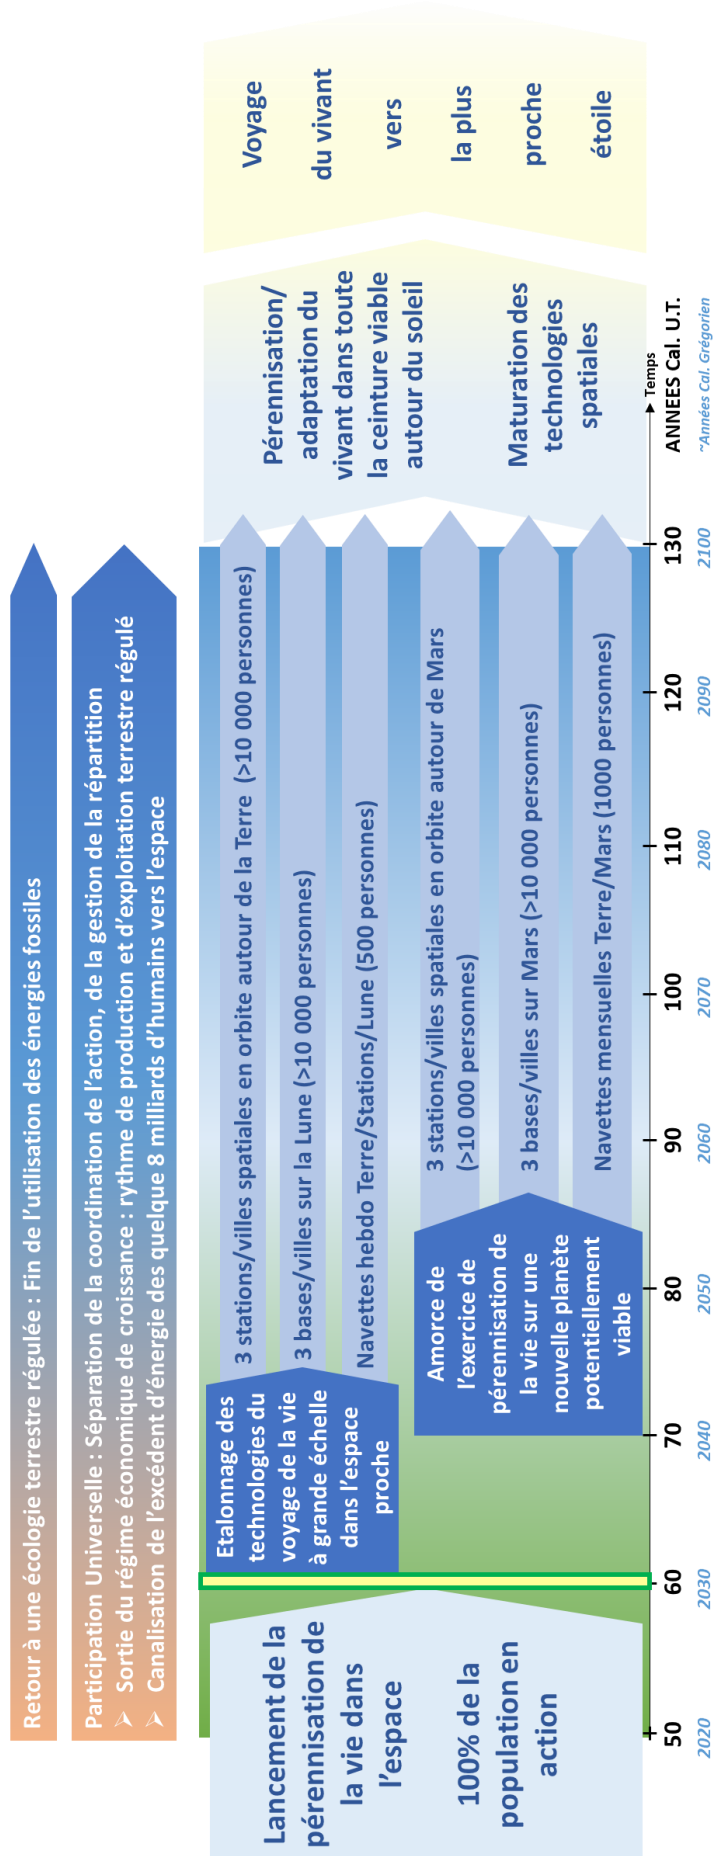 Retour à une écologie terrestre régulée : Fin de l'utilisation des énergies fossiles
Participation Universelle : Séparation de la coordination de l'action, de la gestion de la répartition
➢ Sortie du régime économique de croissance : rythme de production et d'exploitation terrestre régulé
➢ Canalisation de l'excédent d'énergie des quelque 8 milliards d'humains vers l'espace
Lancement de la
pérennisation de
la vie dans
l'espace
100% de la
population en
action
Etalonnage des
technologies du
voyage de la vie
à grande échelle
dans l'espace
proche
3 stations/villes spatiales en orbite autour de la Terre (>10 000 personnes)
3 bases/villes sur la Lune (>10 000 personnes)
Navettes hebdo Terre/Stations/Lune (500 personnes)
Amorce de
l'exercice de
pérennisation de
la vie sur une
nouvelle planète
potentiellement
viable
3 stations/villes spatiales en orbite autour de Mars
(>10 000 personnes)
3 bases/villes sur Mars (>10 000 personnes)
Navettes mensuelles Terre/Mars (1000 personnes)
Pérennisation/
adaptation du
vivant dans toute
la ceinture viable
autour du soleil
Maturation des
technologies
spatiales
Voyage
du vivant
vers
la plus
proche
étoile
Temps
50 60 70 80 90 100 110 120 130 ANNEES Cal. U.T.
2020 2030 2040 2050 2060 2070 2080 2090 2100 ~Années Cal. Grégorien